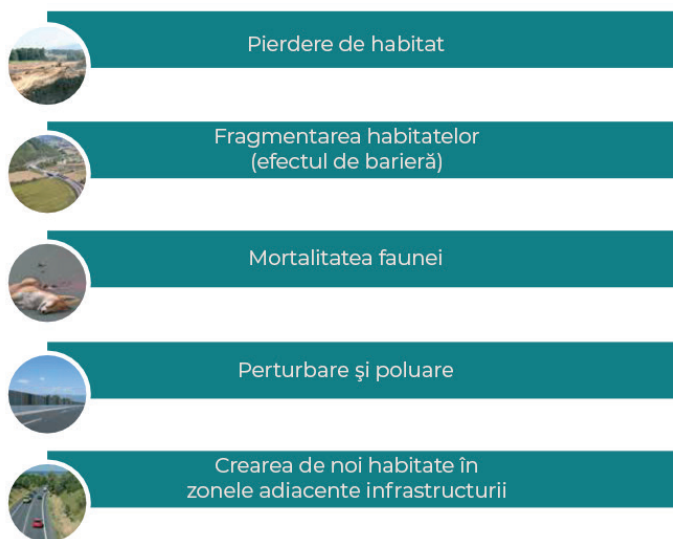 Pierdere de habitat
Fragmentarea habitatelor
(efectul de barieră)
Mortalitatea faunei
Perturbare şi poluare
Crearea de noi habitate în
zonele adiacente infrastructurii